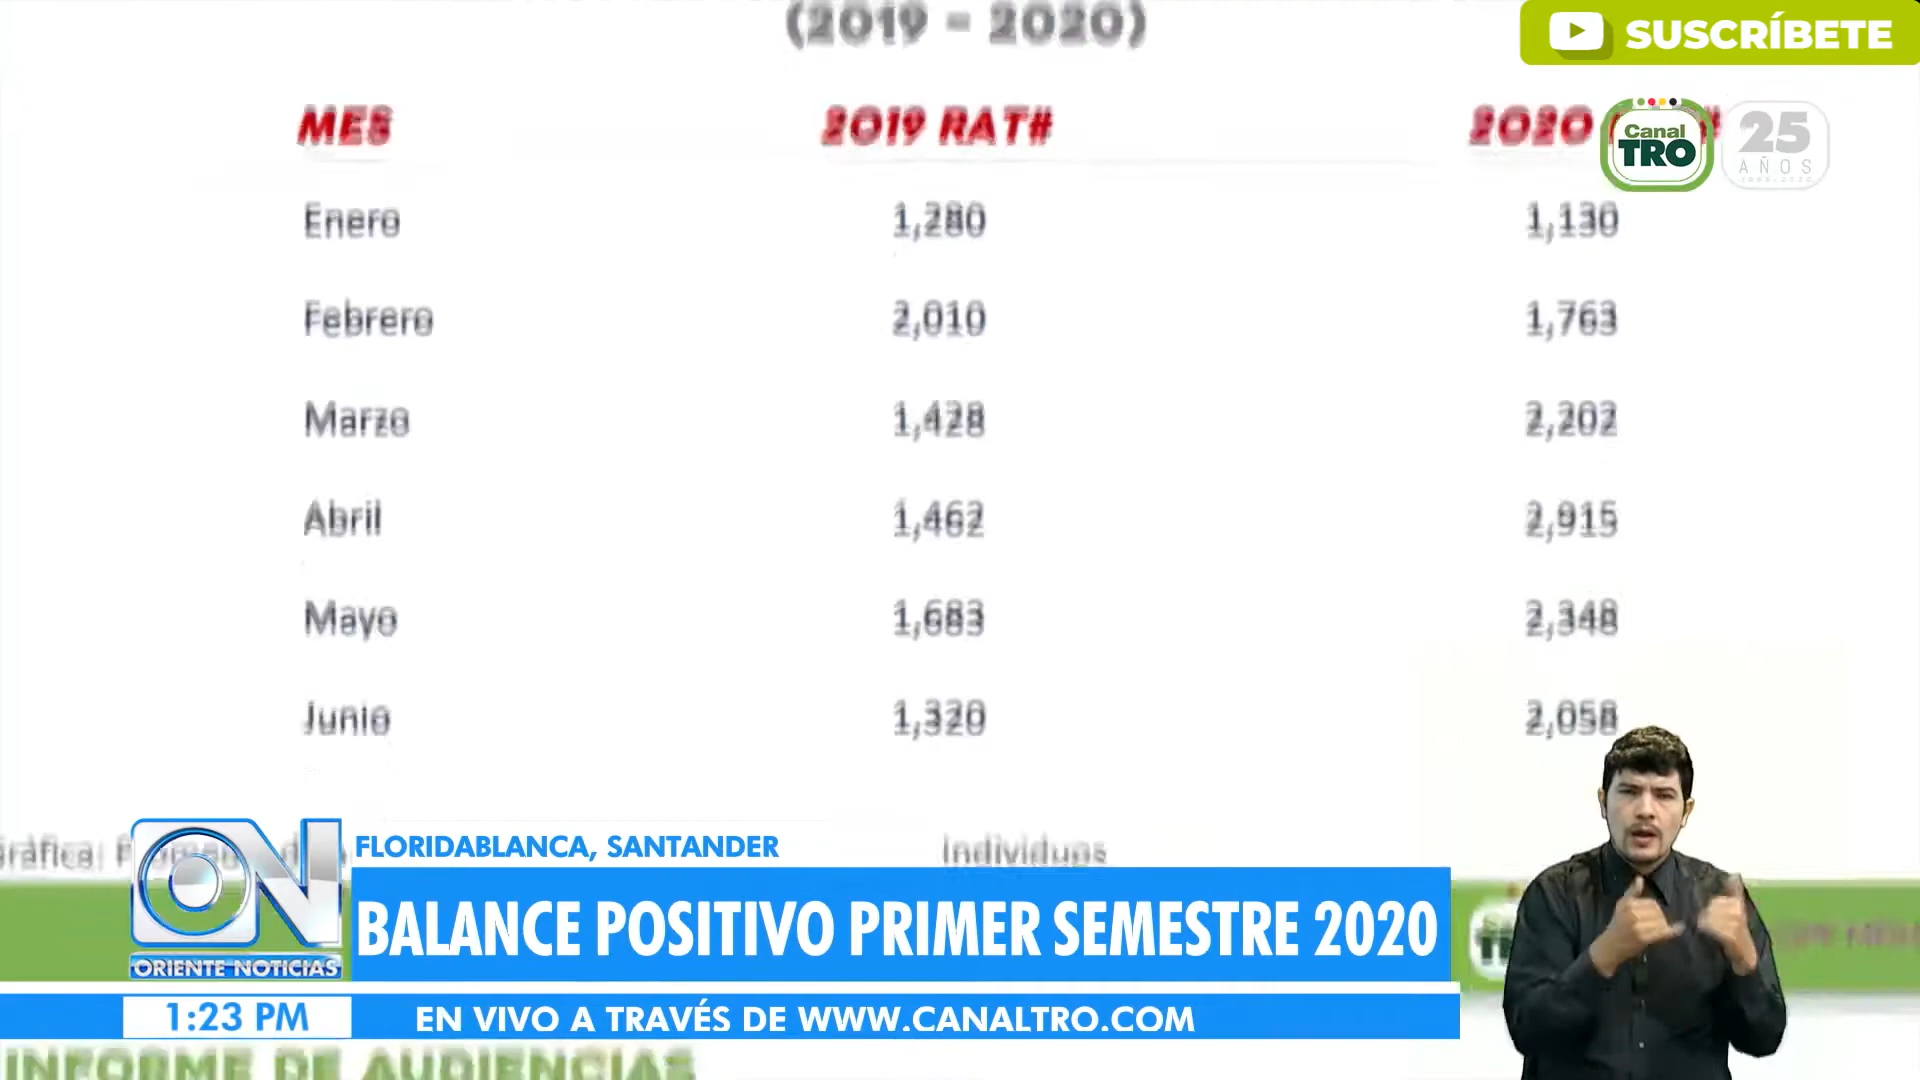 (2019 - 2020)
SUSCRÍBETE
MES 2019 RAT# 2020
Canal TRO
25 AÑOS
Enero 1,280 1,130
Febrero 2,010 1,763
Marzo 1,428 2,202
Abril 1,462 2,915
Mayo 1,683 2,348
Junio 1,320 2,058
Individuos
FLORIDABLANCA, SANTANDER
ON
BALANCE POSITIVO PRIMER SEMESTRE 2020
ORIENTE NOTICIAS
1:23 PM EN VIVO A TRAVÉS DE WWW.CANALTRO.COM
INFORME DE AUDIENCIAS